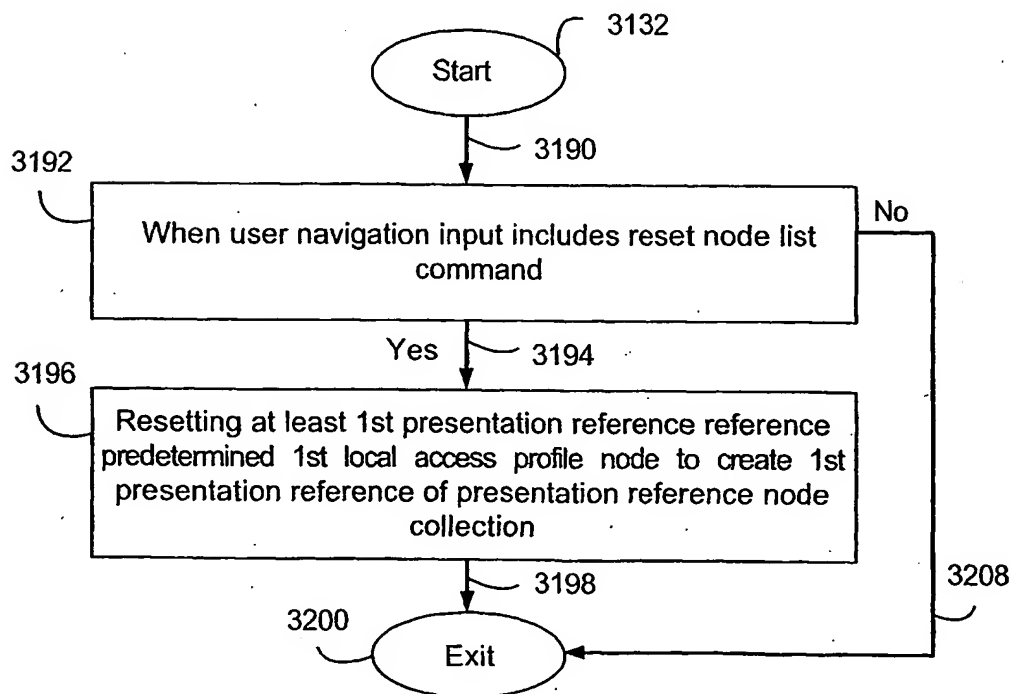 3132
Start
3190
3192
No
When user navigation input includes reset node list
command
Yes
3194
3196
Resetting at least 1st presentation reference reference
predetermined 1st local access profile node to create 1st
presentation reference of presentation reference node
collection
3198
3208
3200
Exit